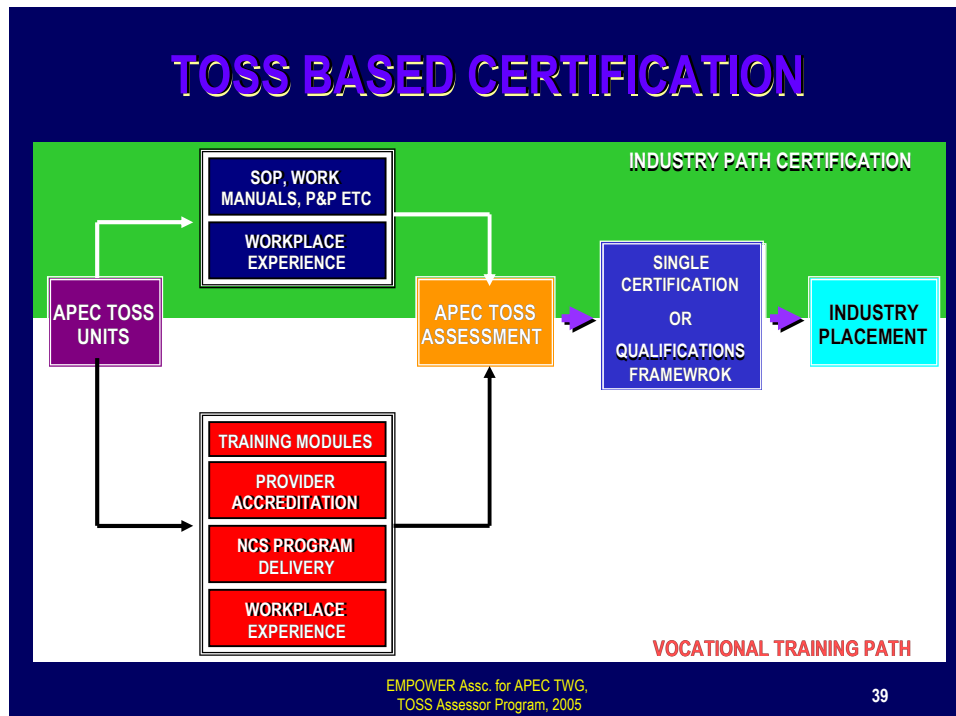 TOSS BASED CERTIFICATION
INDUSTRY PATH CERTIFICATION
SOP, WORK
MANUALS, P&P ETC
WORKPLACE
EXPERIENCE
APEC TOSS
UNITS
APEC TOSS
ASSESSMENT
SINGLE
CERTIFICATION
OR
QUALIFICATIONS
FRAMEWROK
INDUSTRY
PLACEMENT
TRAINING MODULES
PROVIDER
ACCREDITATION
NCS PROGRAM
DELIVERY
WORKPLACE
EXPERIENCE
VOCATIONAL TRAINING PATH
EMPOWER Assc. for APEC TWG,
TOSS Assessor Program, 2005
39